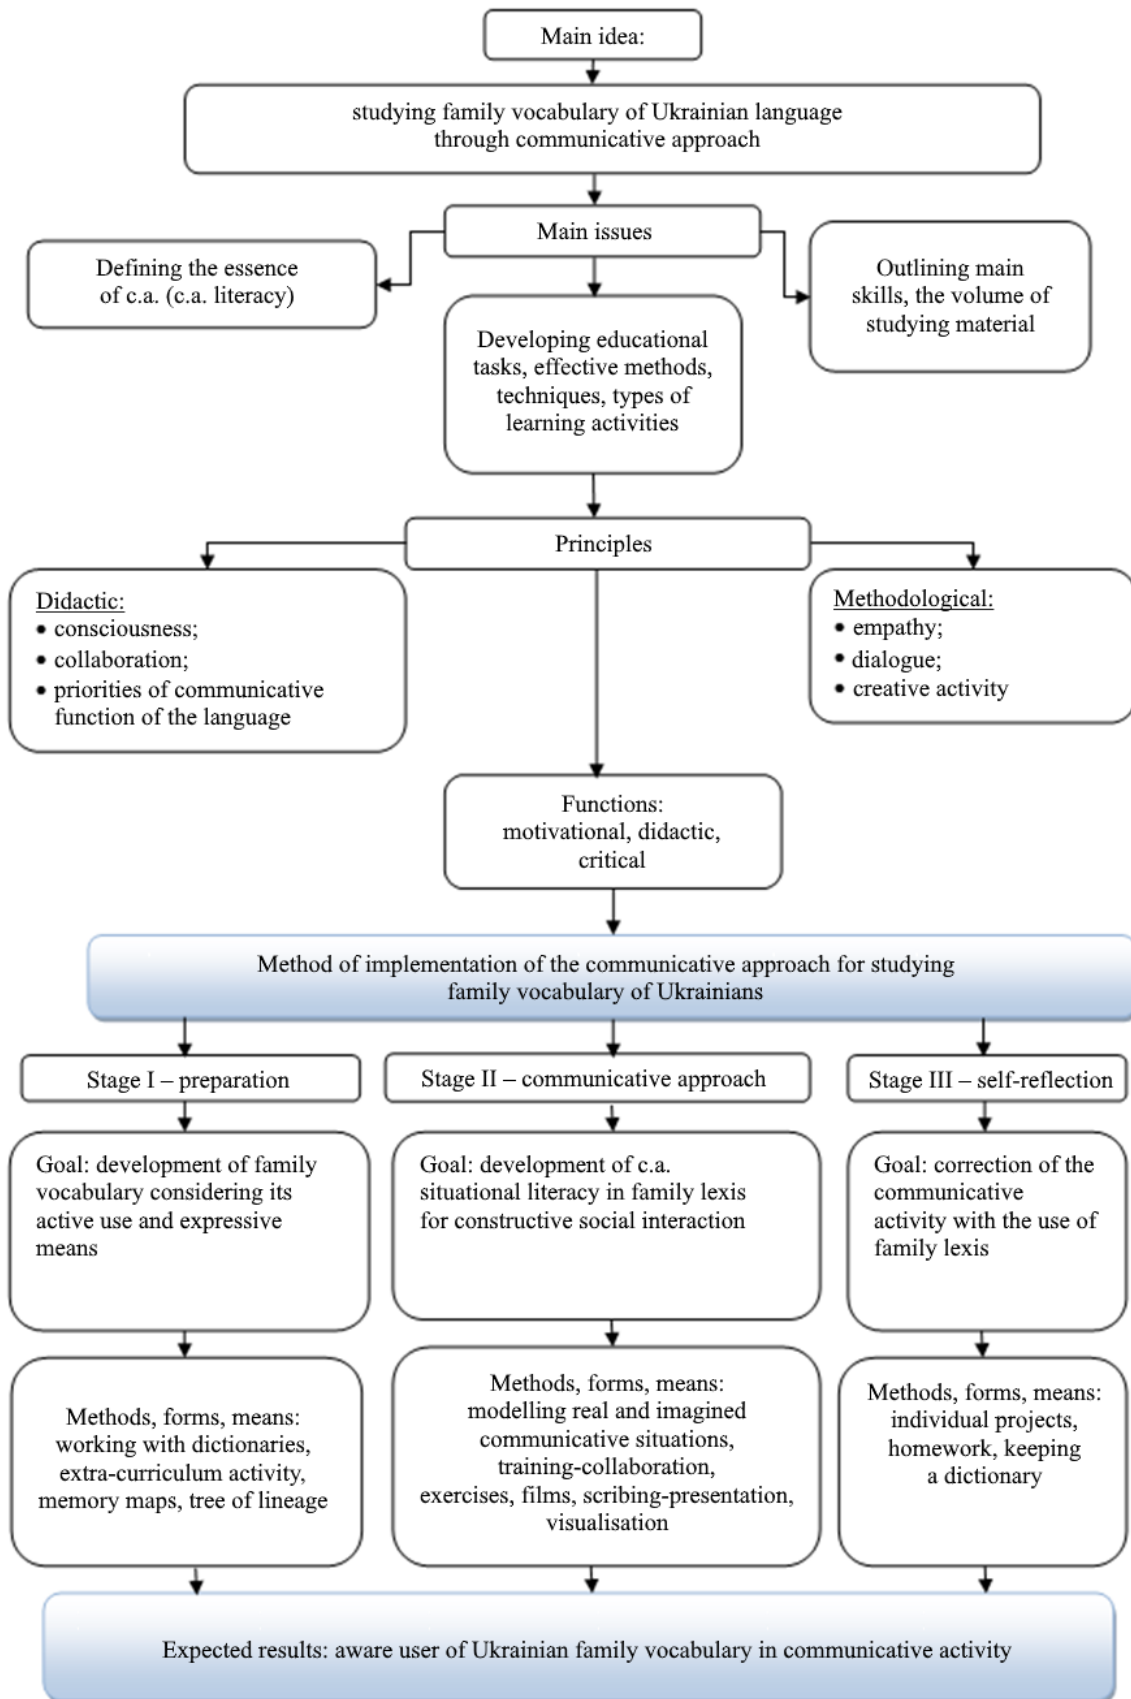 Main idea:
studying family vocabulary of Ukrainian language
through communicative approach
Main issues
Defining the essence
of c.a. (c.a. literacy)
Developing educational
tasks, effective methods,
techniques, types of
learning activities
Outlining main
skills, the volume of
studying material
Principles
Didactic:
• consciousness;
• collaboration;
• priorities of communicative
function of the language
Methodological:
• empathy;
• dialogue;
• creative activity
Functions:
motivational, didactic,
critical
Method of implementation of the communicative approach for studying
family vocabulary of Ukrainians
Stage I – preparation
Goal: development of family
vocabulary considering its
active use and expressive
means
Methods, forms, means:
working with dictionaries,
extra-curriculum activity,
memory maps, tree of lineage
Stage II – communicative approach
Goal: development of c.a.
situational literacy in family lexis
for constructive social interaction
Methods, forms, means:
modelling real and imagined
communicative situations,
training-collaboration,
exercises, films, scribing-presentation,
visualisation
Stage III – self-reflection
Goal: correction of the
communicative
activity with the use of
family lexis
Methods, forms, means:
individual projects,
homework, keeping
a dictionary
Expected results: aware user of Ukrainian family vocabulary in communicative activity